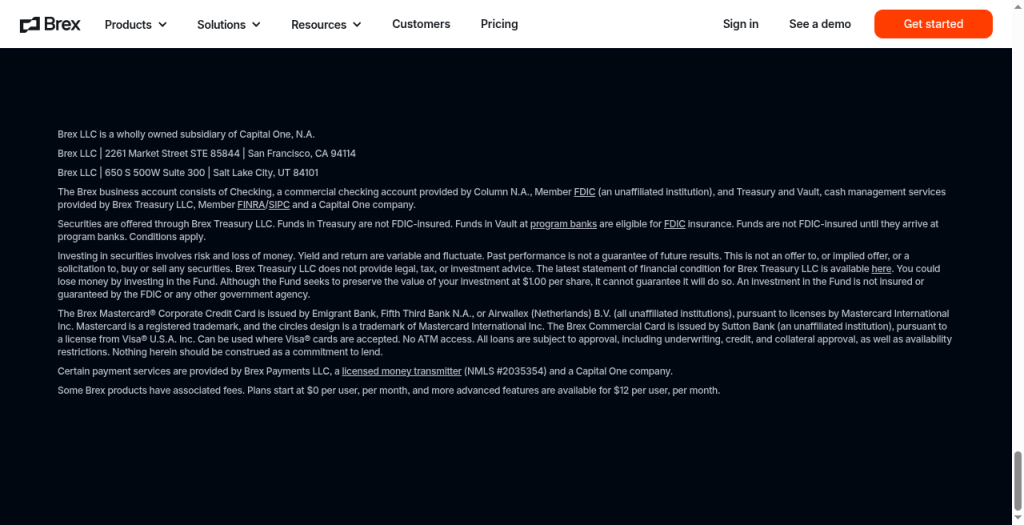 Brex
Products
Solutions
Resources
Customers
Pricing
Sign in
See a demo
Get started
Brex LLC is a wholly owned subsidiary of Capital One, N.A.
Brex LLC | 2261 Market Street STE 85844 | San Francisco, CA 94114
Brex LLC | 650 S 500W Suite 300 | Salt Lake City, UT 84101
The Brex business account consists of Checking, a commercial checking account provided by Column N.A., Member FDIC (an unaffiliated institution), and Treasury and Vault, cash management services
provided by Brex Treasury LLC, Member FINRA/SIPC and a Capital One company.
Securities are offered through Brex Treasury LLC. Funds in Treasury are not FDIC-insured. Funds in Vault at program banks are eligible for FDIC insurance. Funds are not FDIC-insured until they arrive at
program banks. Conditions apply.
Investing in securities involves risk and loss of money. Yield and return are variable and fluctuate. Past performance is not a guarantee of future results. This is not an offer to, or implied offer, or a
solicitation to, buy or sell any securities. Brex Treasury LLC does not provide legal, tax, or investment advice. The latest statement of financial condition for Brex Treasury LLC is available here. You could
lose money by investing in the Fund. Although the Fund seeks to preserve the value of your investment at $1.00 per share, it cannot guarantee it will do so. An investment in the Fund is not insured or
guaranteed by the FDIC or any other government agency.
The Brex Mastercard® Corporate Credit Card is issued by Emigrant Bank, Fifth Third Bank N.A., or Airwallex (Netherlands) B.V. (all unaffiliated institutions), pursuant to licenses by Mastercard International
Inc. Mastercard is a registered trademark, and the circles design is a trademark of Mastercard International Inc. The Brex Commercial Card is issued by Sutton Bank (an unaffiliated institution), pursuant to
a license from Visa® U.S.A. Inc. Can be used where Visa® cards are accepted. No ATM access. All loans are subject to approval, including underwriting, credit, and collateral approval, as well as availability
restrictions. Nothing herein should be construed as a commitment to lend.
Certain payment services are provided by Brex Payments LLC, a licensed money transmitter (NMLS #2035354) and a Capital One company.
Some Brex products have associated fees. Plans start at $0 per user, per month, and more advanced features are available for $12 per user, per month.